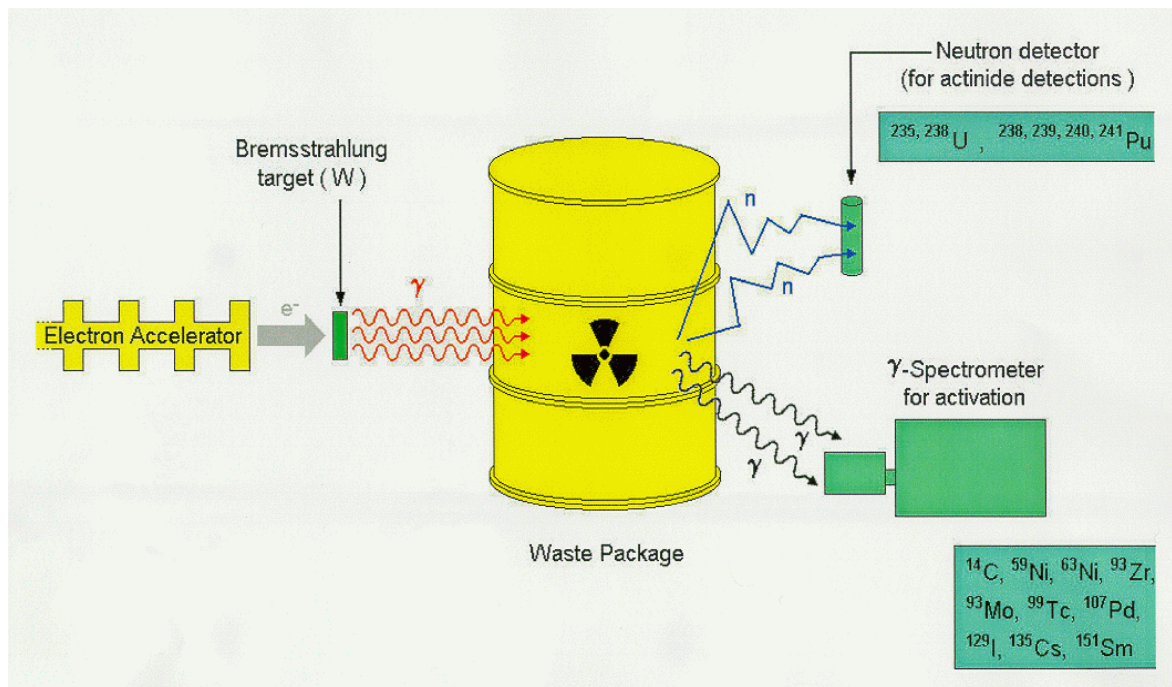 Neutron detector
(for actinide detections )
235, 238U , 238, 239, 240, 241Pu
Bremsstrahlung
target ( W )
n
n
γ
e-
Electron Accelerator
γ-Spectrometer
for activation
γ
γ
Waste Package
14C, 59Ni, 63Ni, 93Zr,
93Mo, 99Tc, 107Pd,
129I, 135Cs, 151Sm